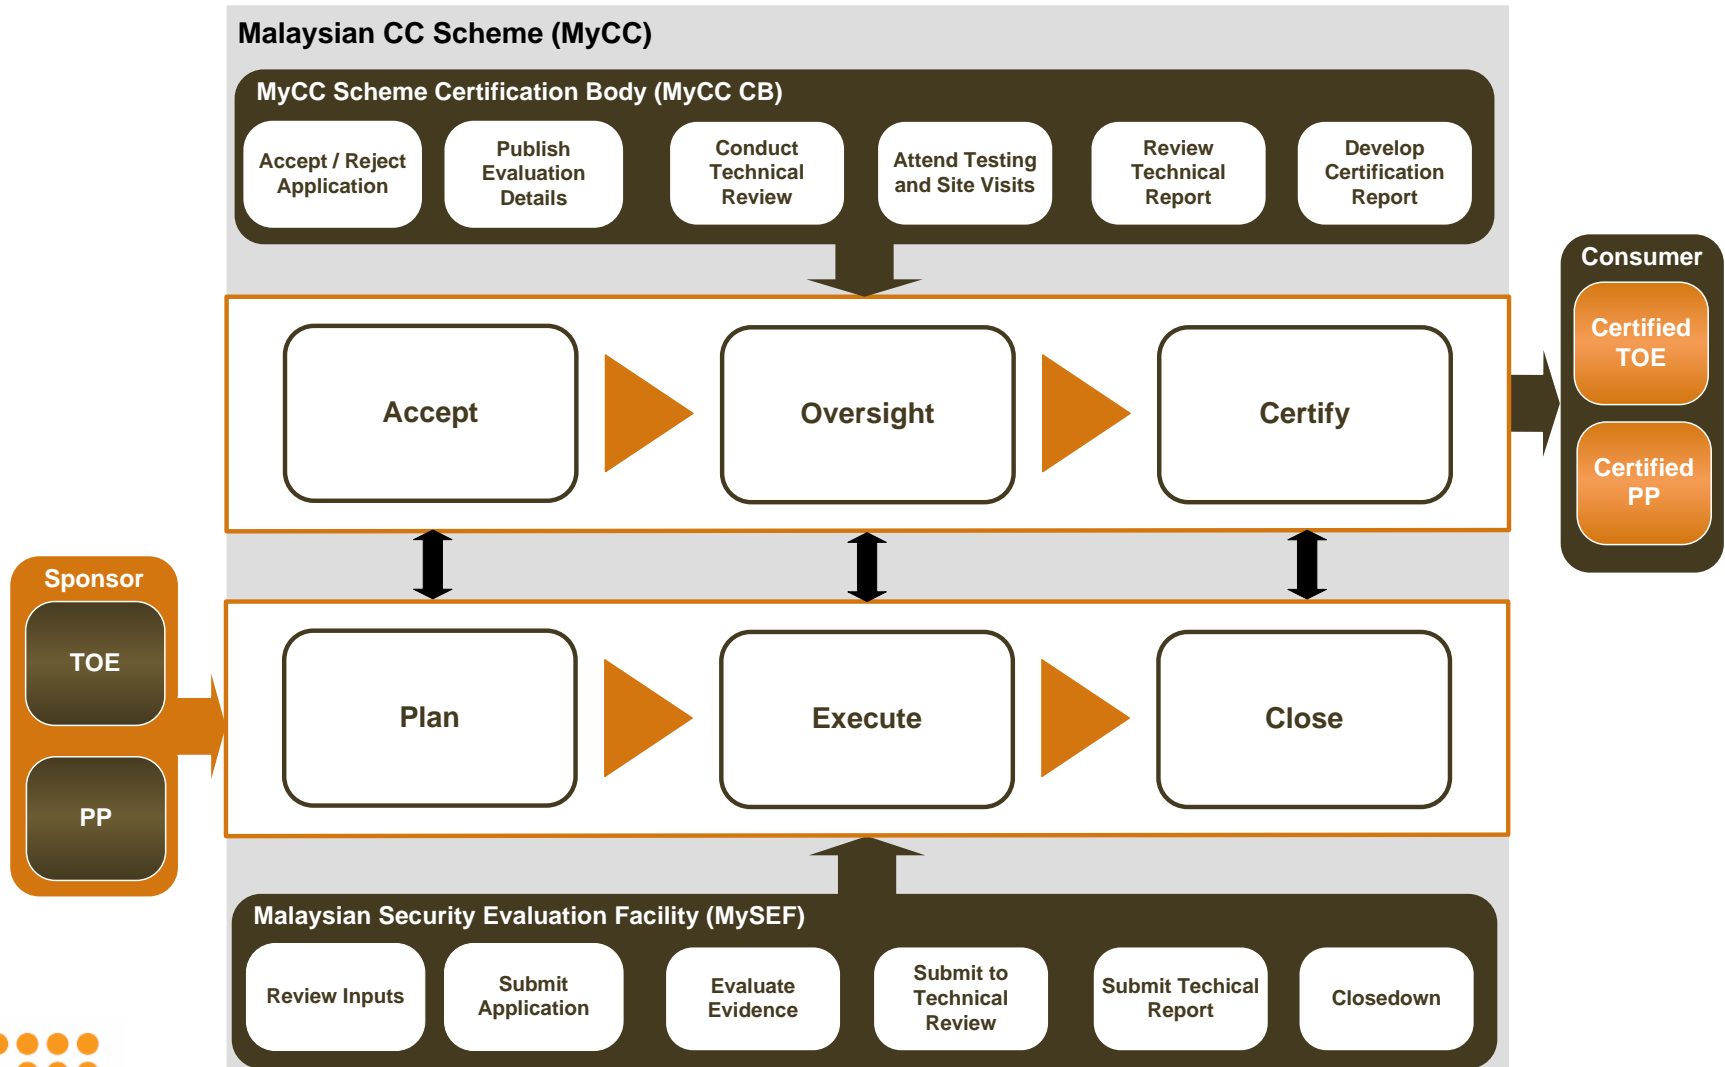 Malaysian CC Scheme (MyCC)
MyCC Scheme Certification Body (MyCC CB)
Accept / Reject
Application
Publish
Evaluation
Details
Conduct
Technical
Review
Attend Testing
and Site Visits
Review
Technical
Report
Develop
Certification
Report
Consumer
Certified
TOE
Certified
PP
Accept
Oversight
Certify
Sponsor
TOE
PP
Plan
Execute
Close
Malaysian Security Evaluation Facility (MySEF)
Review Inputs
Submit
Application
Evaluate
Evidence
Submit to
Technical
Review
Submit Techical
Report
Closedown